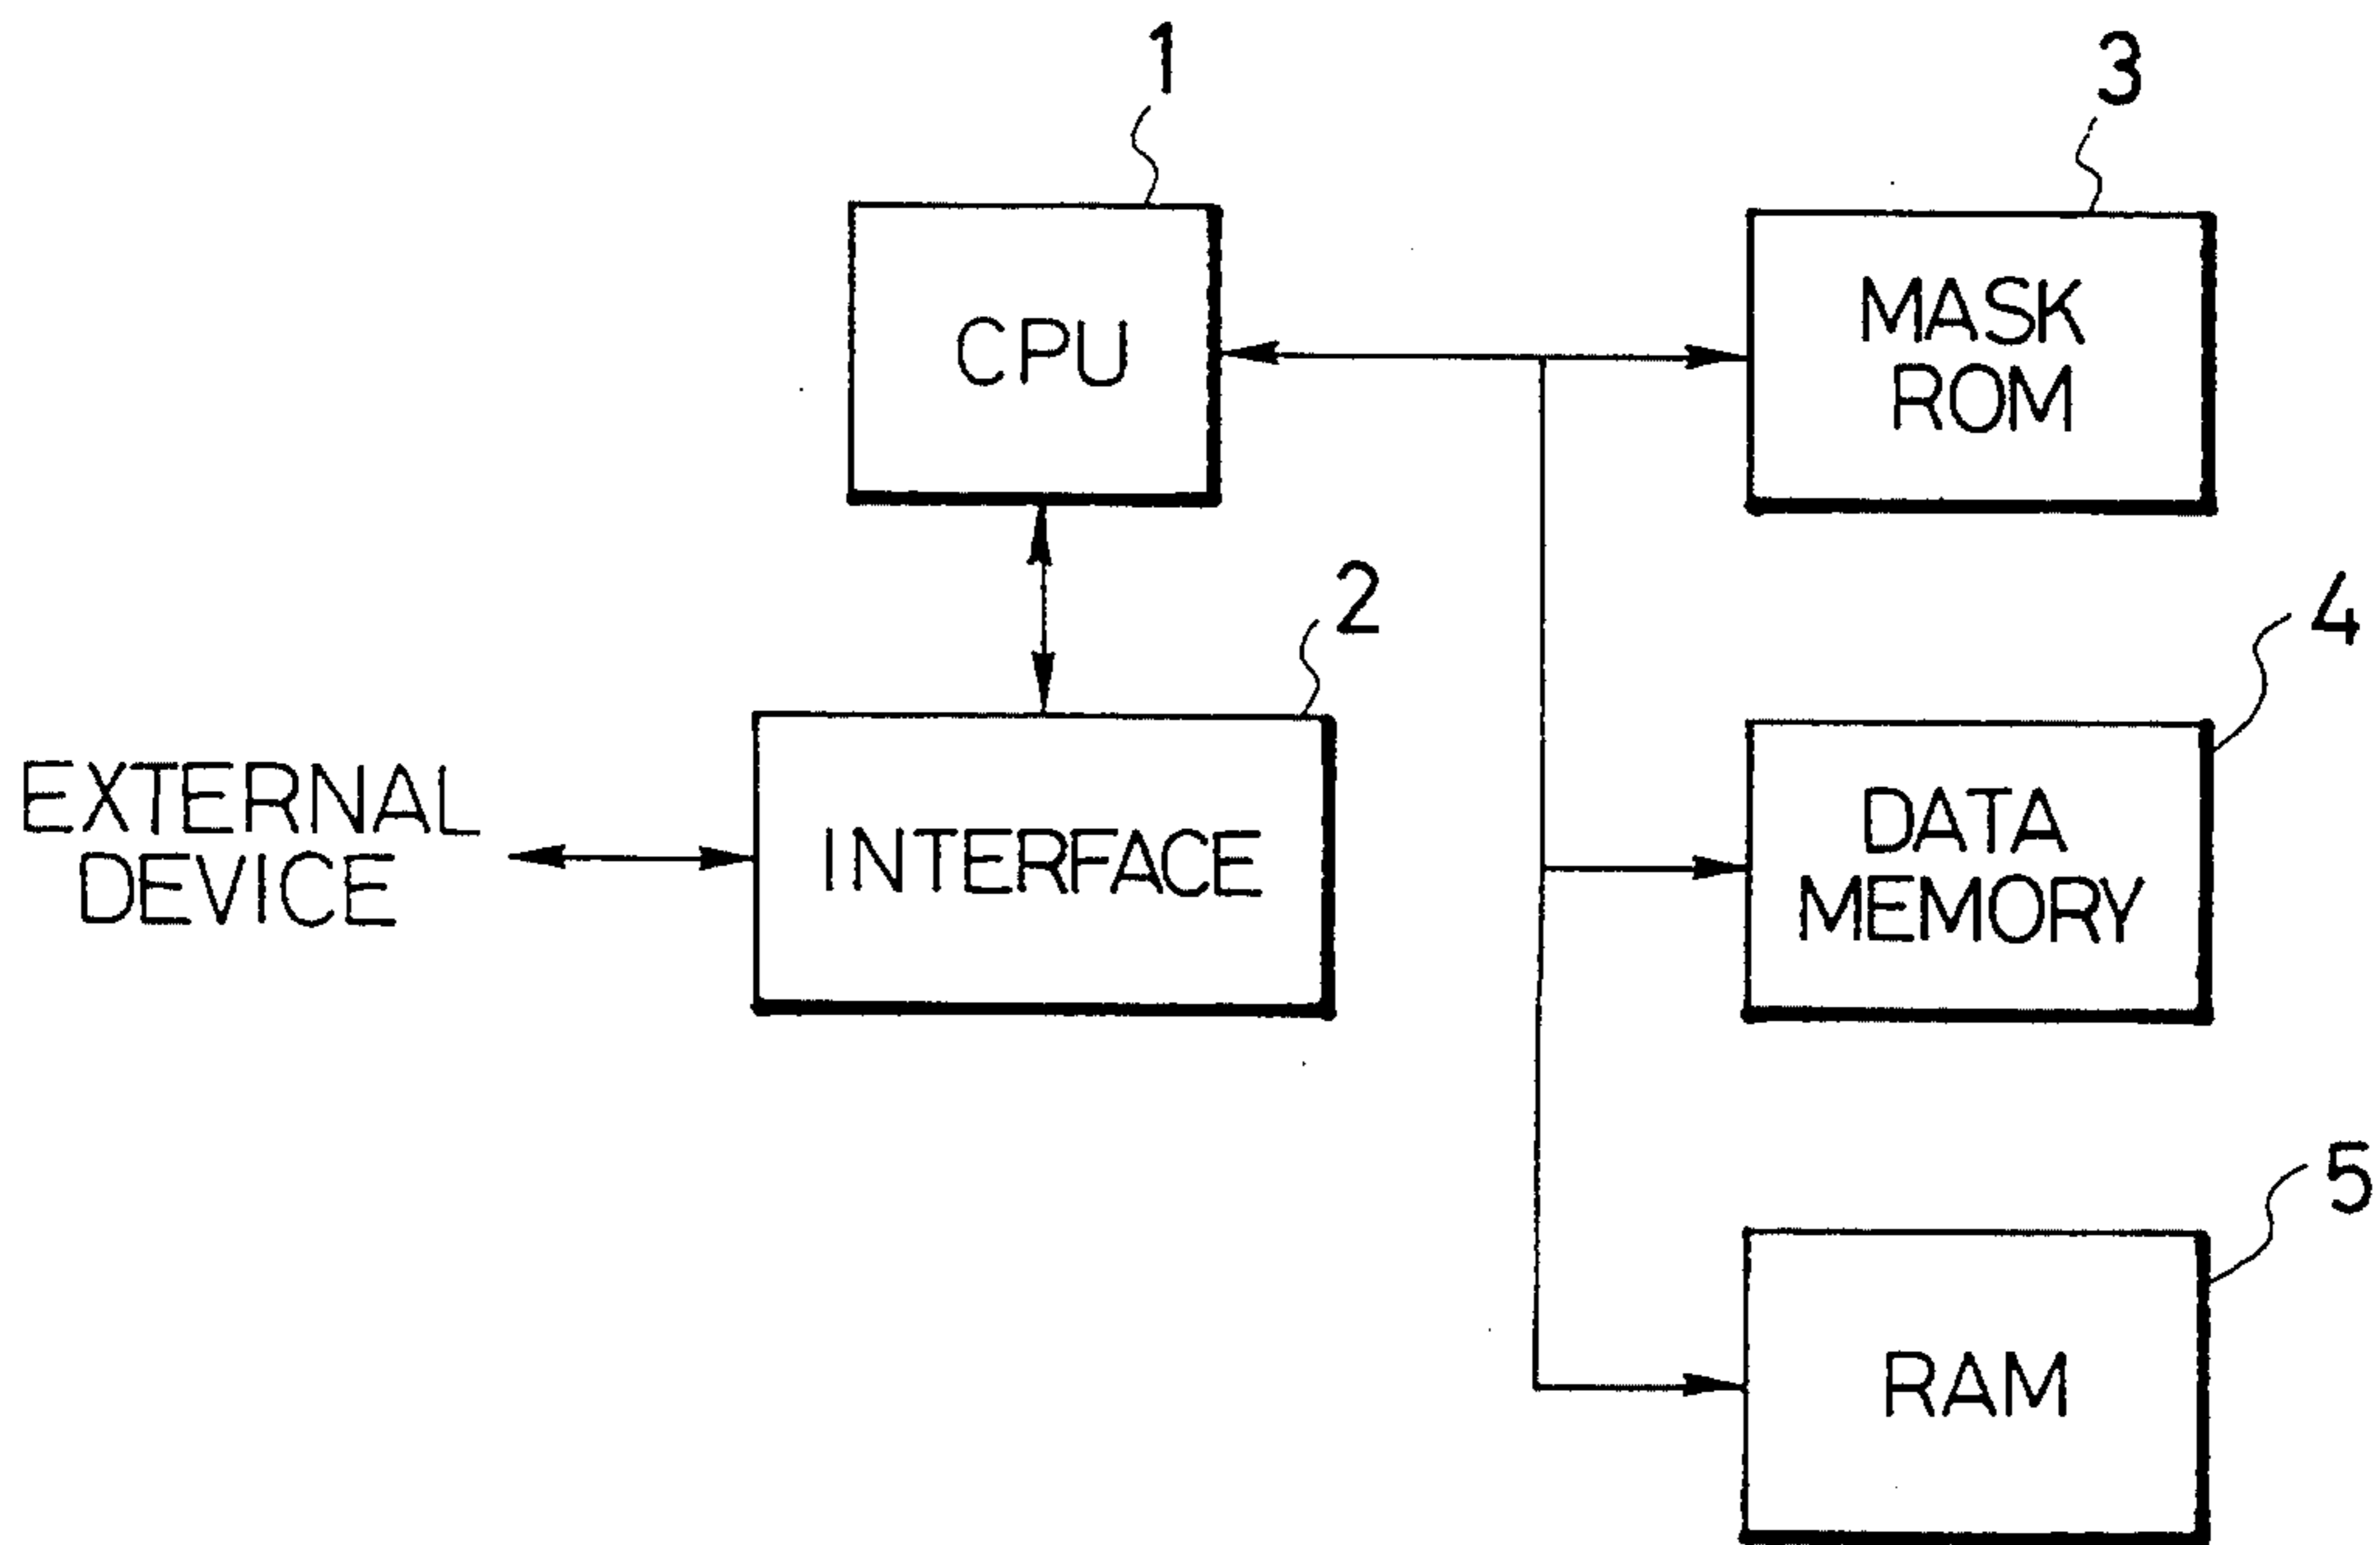 1
CPU
3
MASK
ROM
2
INTERFACE
EXTERNAL
DEVICE
4
DATA
MEMORY
5
RAM